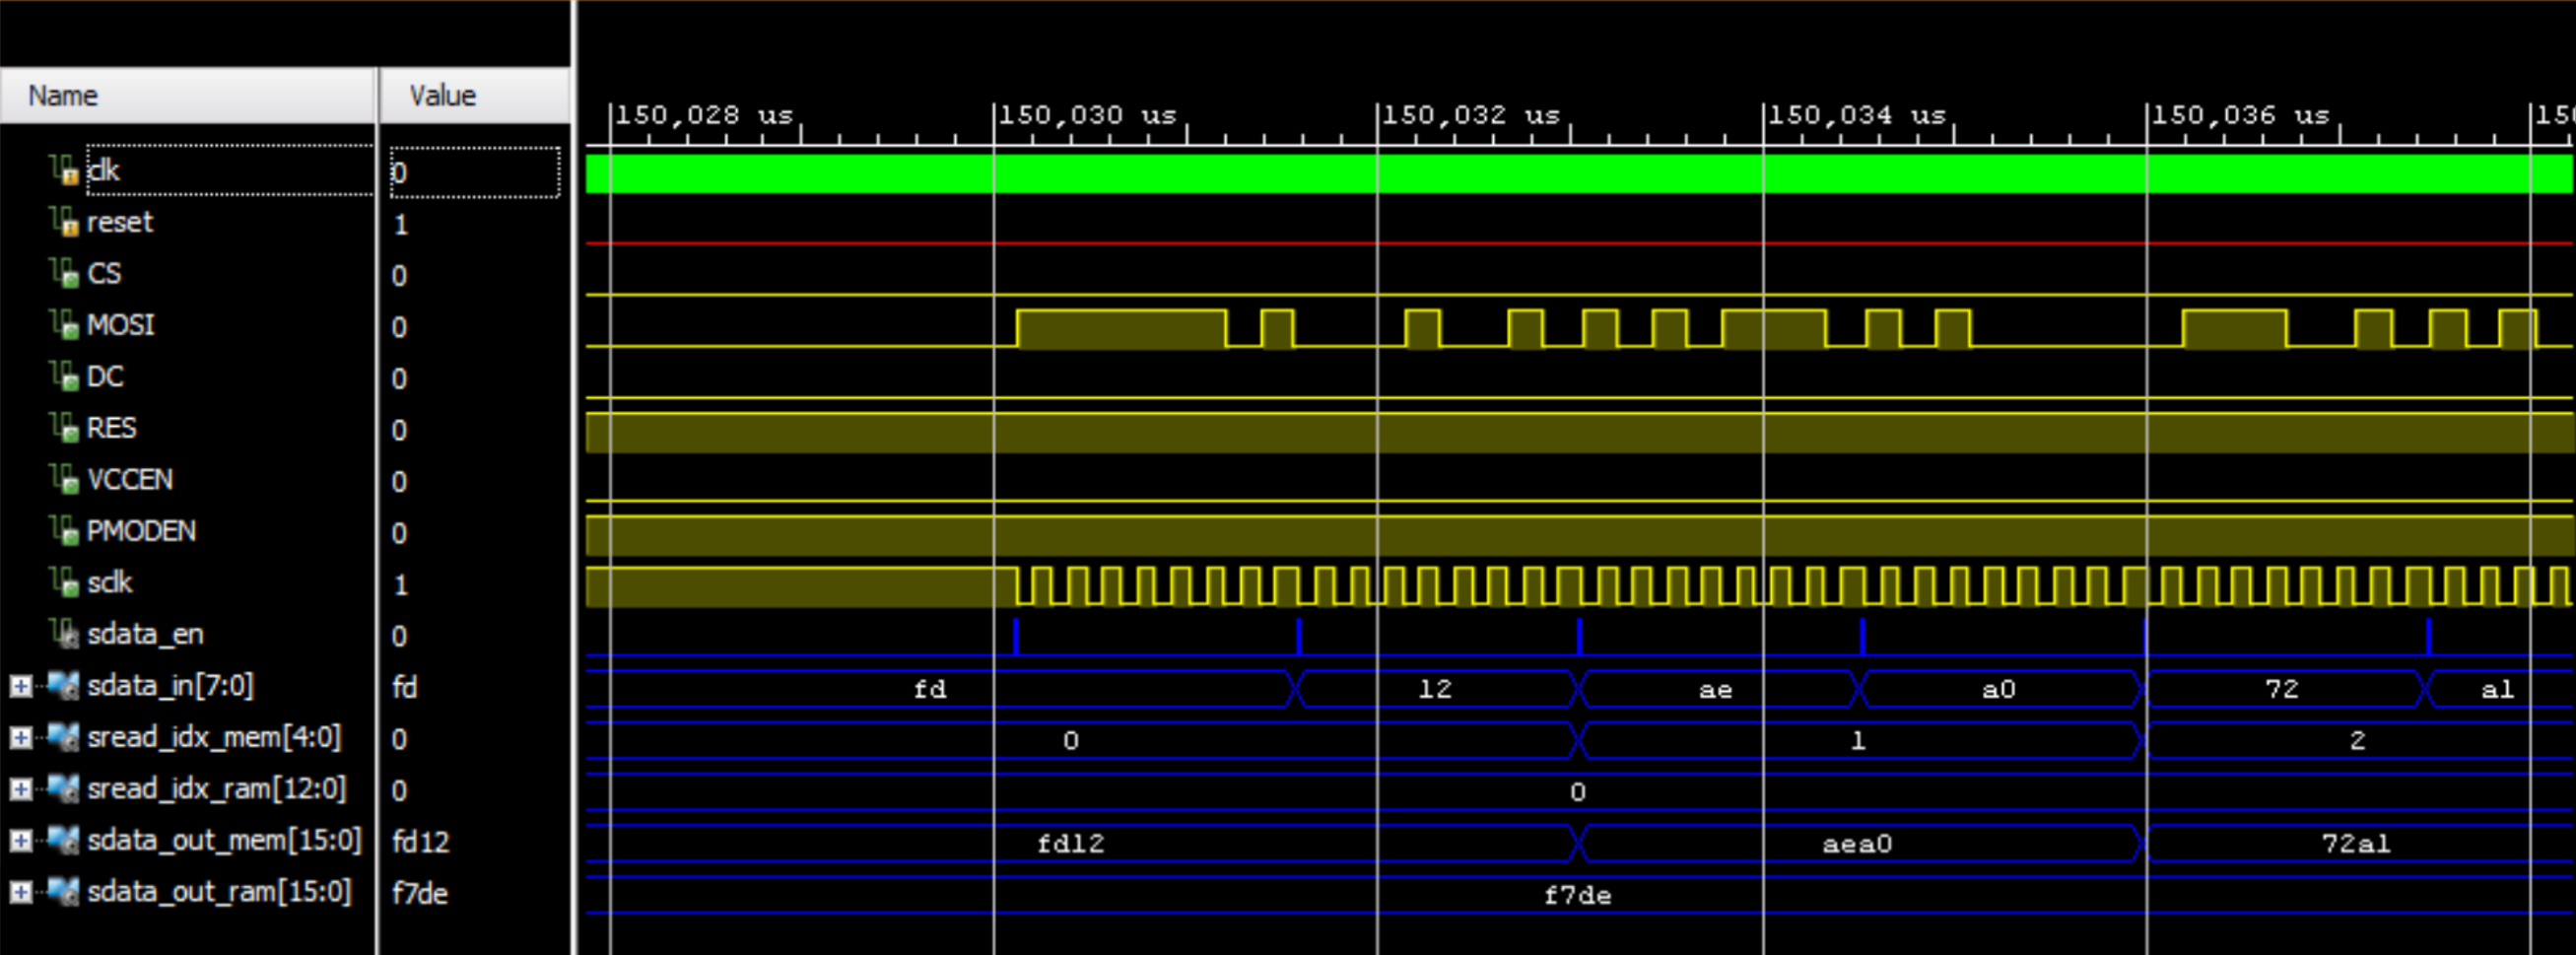 Name Value
150,028 us 150,030 us 150,032 us 150,034 us 150,036 us 150
clk 0
reset 1
CS 0
MOSI 0
DC 0
RES 0
VCCEN 0
PMODEN 0
sclk 1
sdata_en 0
sdata_in[7:0] fd fd 12 ae a0 72 a1
sread_idx_mem[4:0] 0 0 1 2
sread_idx_ram[12:0] 0 0
sdata_out_mem[15:0] fd12 fd12 aea0 72a1
sdata_out_ram[15:0] f7de f7de